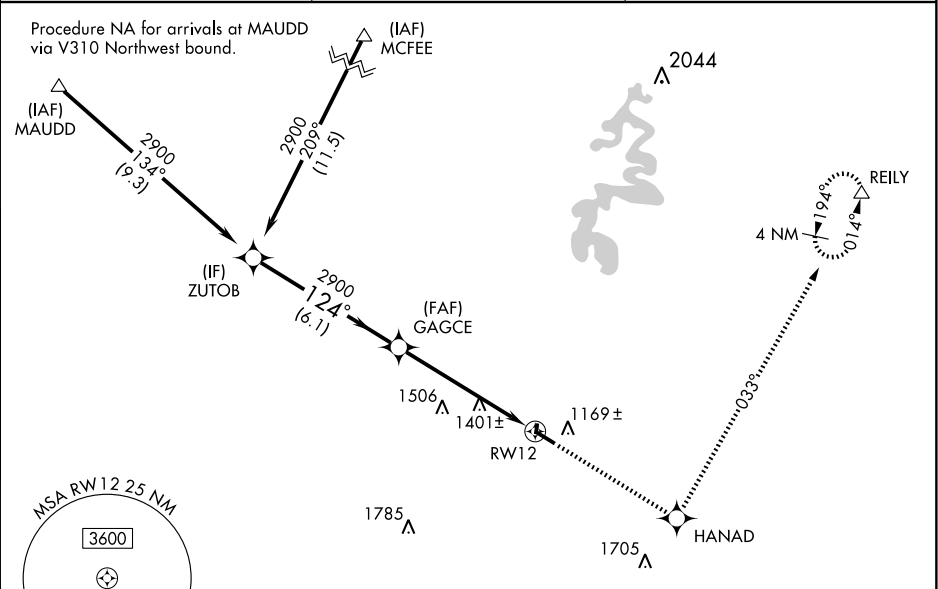 Procedure NA for arrivals at MAUDD
via V310 Northwest bound.
(IAF)
MCFEE
2044
(IAF)
MAUDD
2900
134°
(9.3)
2900
209°
(11.5)
REILY
194°
014°
4 NM
(IF)
ZUTOB
2900
124°
(6.1)
(FAF)
GAGCE
1506
1401±
1169±
RW12
033°
MSA RW12 25 NM
3600
1785
HANAD
1705